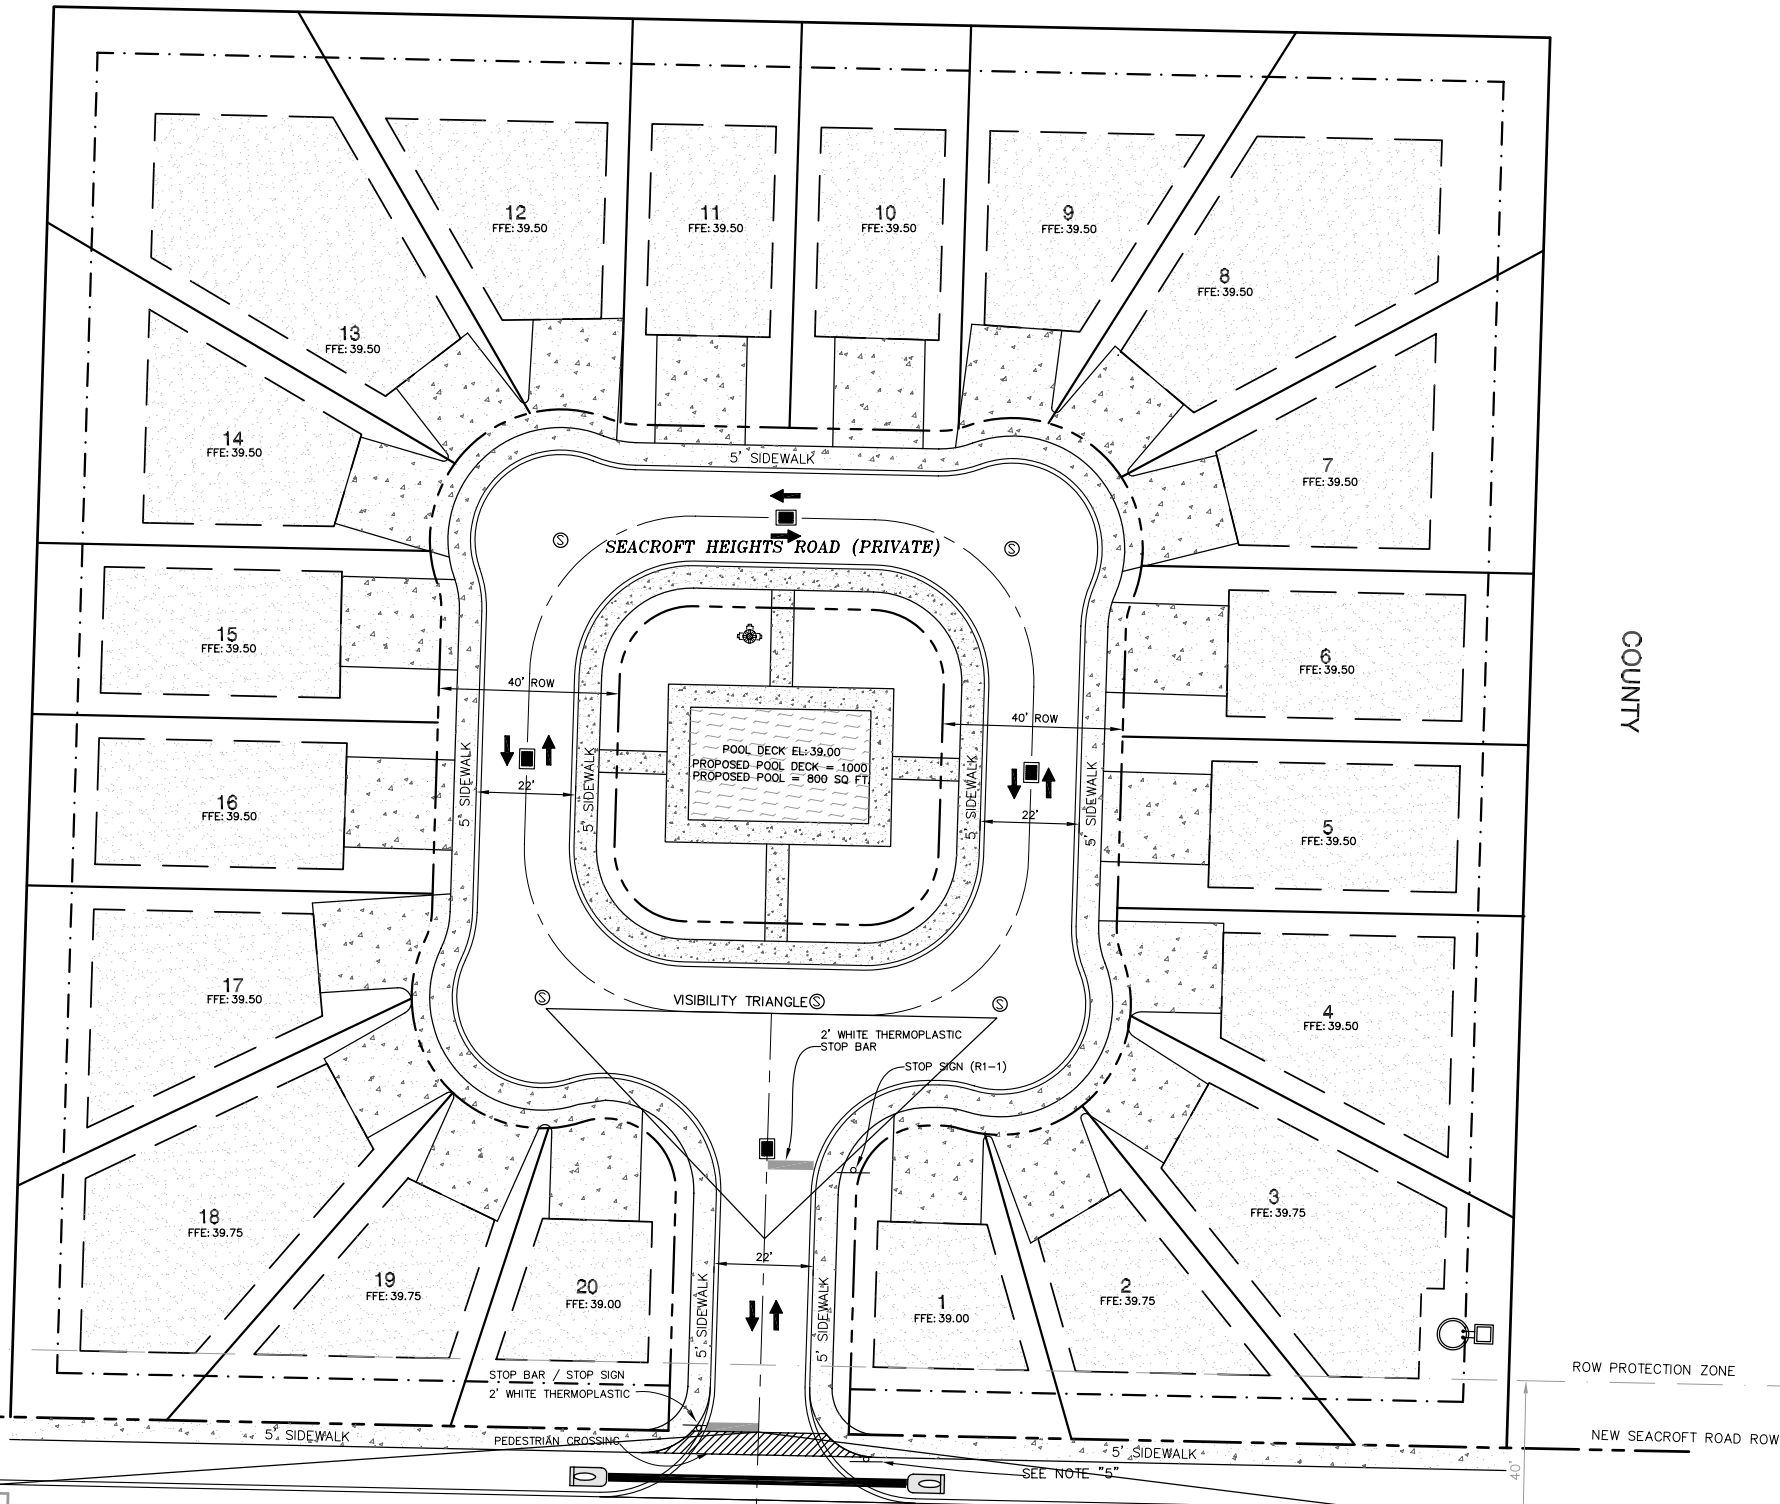 12
FFE: 39.50
11
FFE: 39.50
10
FFE: 39.50
9
FFE: 39.50
8
FFE: 39.50
13
FFE: 39.50
14
FFE: 39.50
7
FFE: 39.50
5' SIDEWALK
SEACROFT HEIGHTS ROAD (PRIVATE)
S
S
15
FFE: 39.50
6
FFE: 39.50
COUNTY
40' ROW
40' ROW
POOL DECK EL: 39.00
PROPOSED POOL DECK = 1000
PROPOSED POOL = 800 SQ FT
5' SIDEWALK
22'
5' SIDEWALK
5' SIDEWALK
22'
5' SIDEWALK
16
FFE: 39.50
5
FFE: 39.50
17
FFE: 39.50
4
FFE: 39.50
S
VISIBILITY TRIANGLE
S
S
2' WHITE THERMOPLASTIC
STOP BAR
STOP SIGN (R1-1)
18
FFE: 39.75
3
FFE: 39.75
19
FFE: 39.75
20
FFE: 39.00
22'
5' SIDEWALK
5' SIDEWALK
1
FFE: 39.00
2
FFE: 39.75
STOP BAR / STOP SIGN
2' WHITE THERMOPLASTIC
ROW PROTECTION ZONE
5' SIDEWALK
PEDESTRIAN CROSSING
5' SIDEWALK
NEW SEACROFT ROAD ROW
SEE NOTE "5"
40'